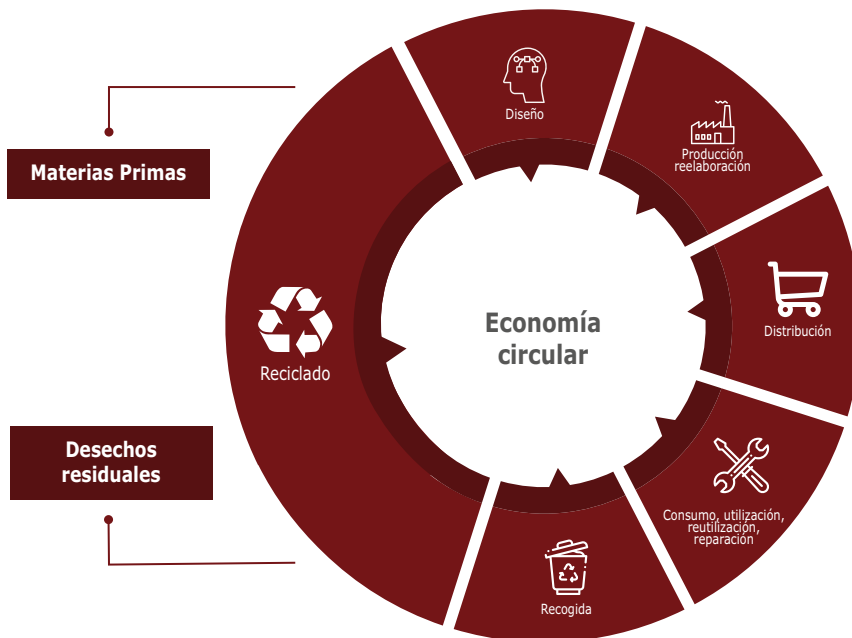 Diseño
Producción
reelaboración
Materias Primas
Distribución
Economía
circular
Reciclado
Desechos
residuales
Consumo, utilización,
reutilización,
reparación
Recogida